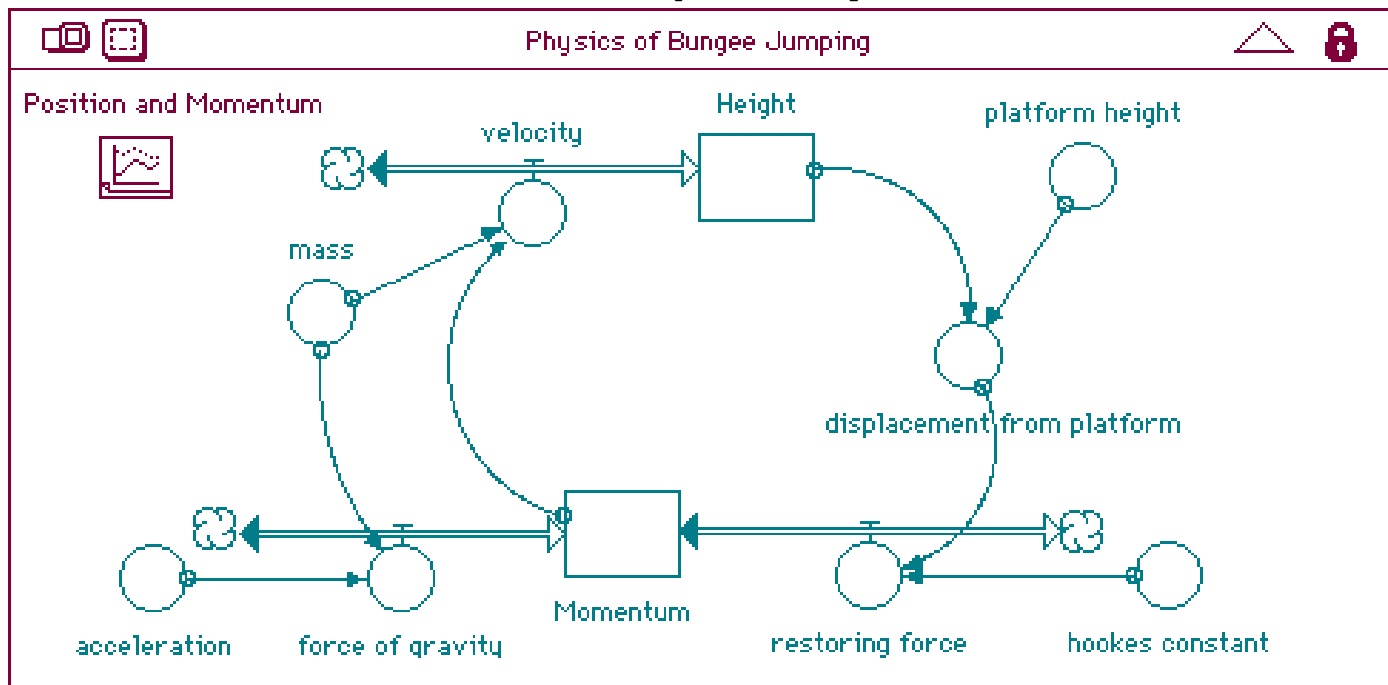 Physics of Bungee Jumping
Position and Momentum
Height
platform height
velocity
mass
displacement from platform
Momentum
acceleration
force of gravity
restoring force
hookes constant